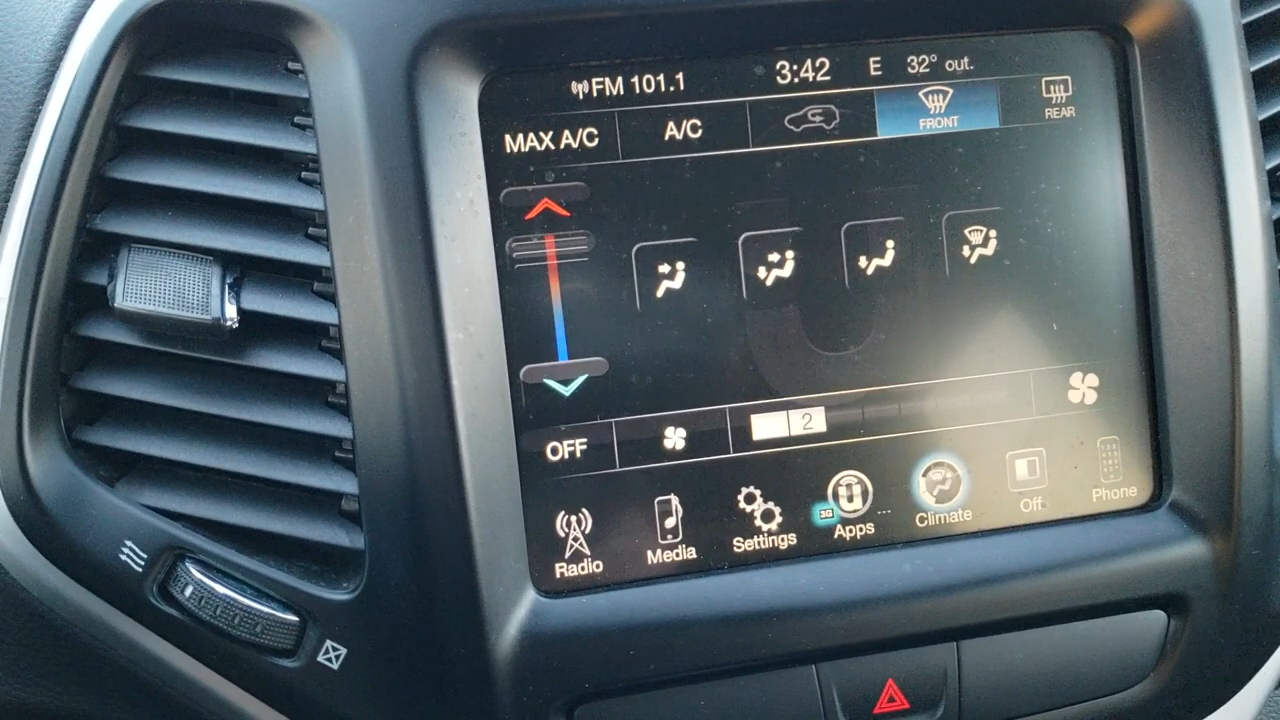 FM 101.1 3:42 E 32° out.
MAX A/C A/C FRONT REAR
OFF 2
Radio Media Settings 3G Apps ... Climate Off Phone